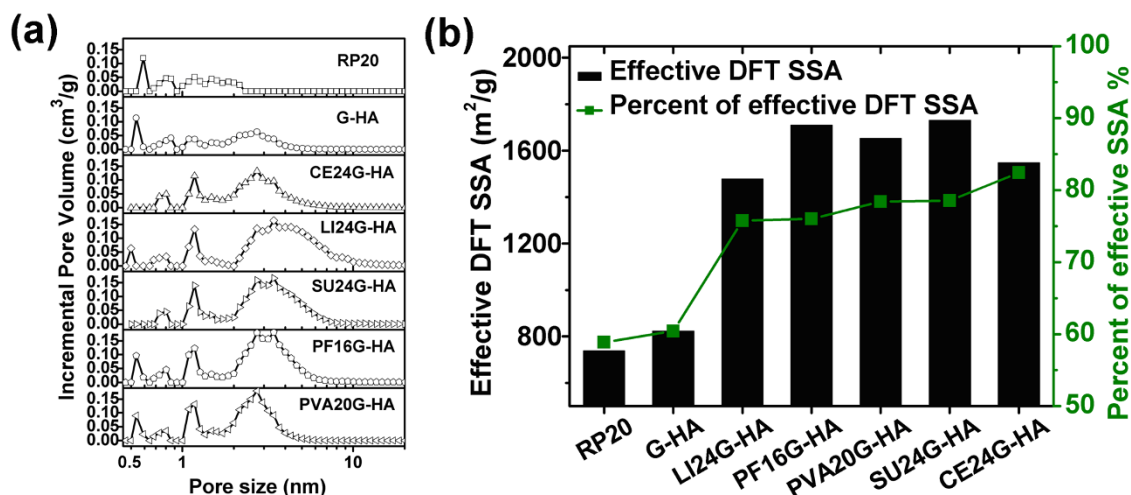 (a)
Incremental Pore Volume (cm³/g)
0.15
0.10
0.05
0.00
RP20
0.15
0.10
0.05
0.00
G-HA
0.15
0.10
0.05
0.00
CE24G-HA
0.15
0.10
0.05
0.00
LI24G-HA
0.15
0.10
0.05
0.00
SU24G-HA
0.15
0.10
0.05
0.00
PF16G-HA
0.15
0.10
0.05
0.00
PVA20G-HA
0.5 1 10
Pore size (nm)
(b)
Effective DFT SSA (m²/g)
2000
1600
1200
800
Effective DFT SSA
Percent of effective DFT SSA
100
90
80
70
60
50
Percent of effective SSA %
RP20
G-HA
LI24G-HA
PF16G-HA
PVA20G-HA
SU24G-HA
CE24G-HA